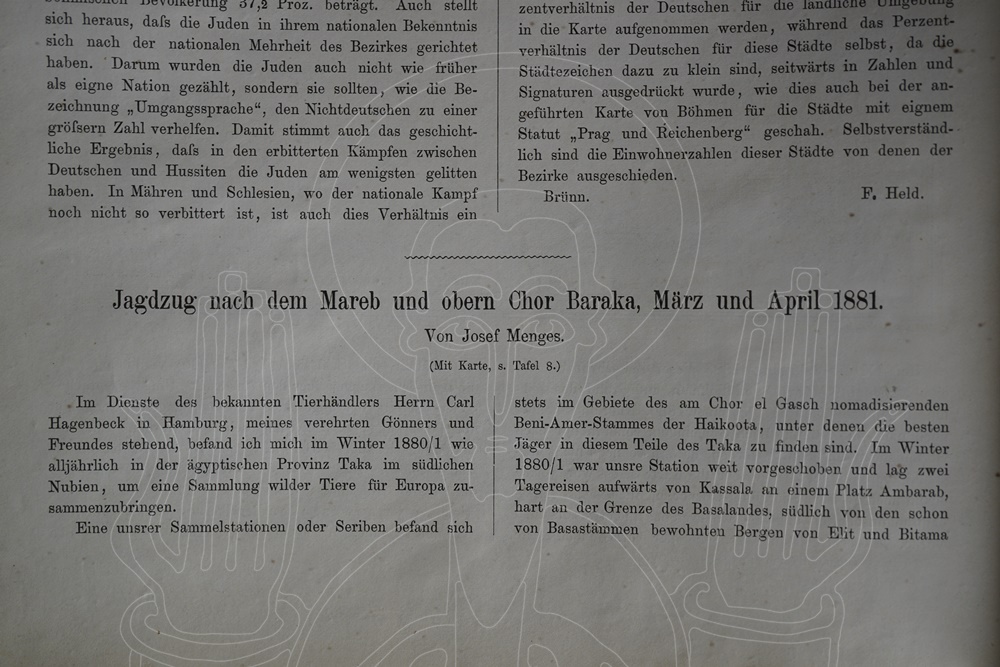 böhmischen Bevölkerung 37,2 Proz. beträgt. Auch stellt
sich heraus, daſs die Juden in ihrem nationalen Bekenntnis
sich nach der nationalen Mehrheit des Bezirkes gerichtet
haben. Darum wurden die Juden auch nicht wie früher
als eigne Nation gezählt, sondern sie sollten, wie die Be-
zeichnung „Umgangssprache“, den Nichtdeutschen zu einer
gröſsern Zahl verhelfen. Damit stimmt auch das geschicht-
liche Ergebnis, daſs in den erbitterten Kämpfen zwischen
Deutschen und Hussiten die Juden am wenigsten gelitten
haben. In Mähren und Schlesien, wo der nationale Kampf
noch nicht so verbittert ist, ist auch dies Verhältnis ein
zentverhältnis der Deutschen für die ländliche Umgebung
in die Karte aufgenommen werden, während das Perzent-
verhältnis der Deutschen für diese Städte selbst, da die
Städtezeichen dazu zu klein sind, seitwärts in Zahlen und
Signaturen ausgedrückt wurde, wie dies auch bei der an-
geführten Karte von Böhmen für die Städte mit eignem
Statut „Prag und Reichenberg“ geschah. Selbstverständ-
lich sind die Einwohnerzahlen dieser Städte von denen der
Bezirke ausgeschieden.
Brünn. F. Held.
Jagdzug nach dem Mareb und obern Chor Baraka, März und April 1881.
Von Josef Menges.
(Mit Karte, s. Tafel 8.)
Im Dienste des bekannten Tierhändlers Herrn Carl
Hagenbeck in Hamburg, meines verehrten Gönners und
Freundes stehend, befand ich mich im Winter 1880/1 wie
alljährlich in der ägyptischen Provinz Taka im südlichen
Nubien, um eine Sammlung wilder Tiere für Europa zu-
sammenzubringen.
Eine unsrer Sammelstationen oder Seriben befand sich
stets im Gebiete des am Chor el Gasch nomadisierenden
Beni-Amer-Stammes der Haikoota, unter denen die besten
Jäger in diesem Teile des Taka zu finden sind. Im Winter
1880/1 war unsre Station weit vorgeschoben und lag zwei
Tagereisen aufwärts von Kassala an einem Platz Ambarab,
hart an der Grenze des Basalandes, südlich von den schon
von Basastämmen bewohnten Bergen von Elit und Bitama